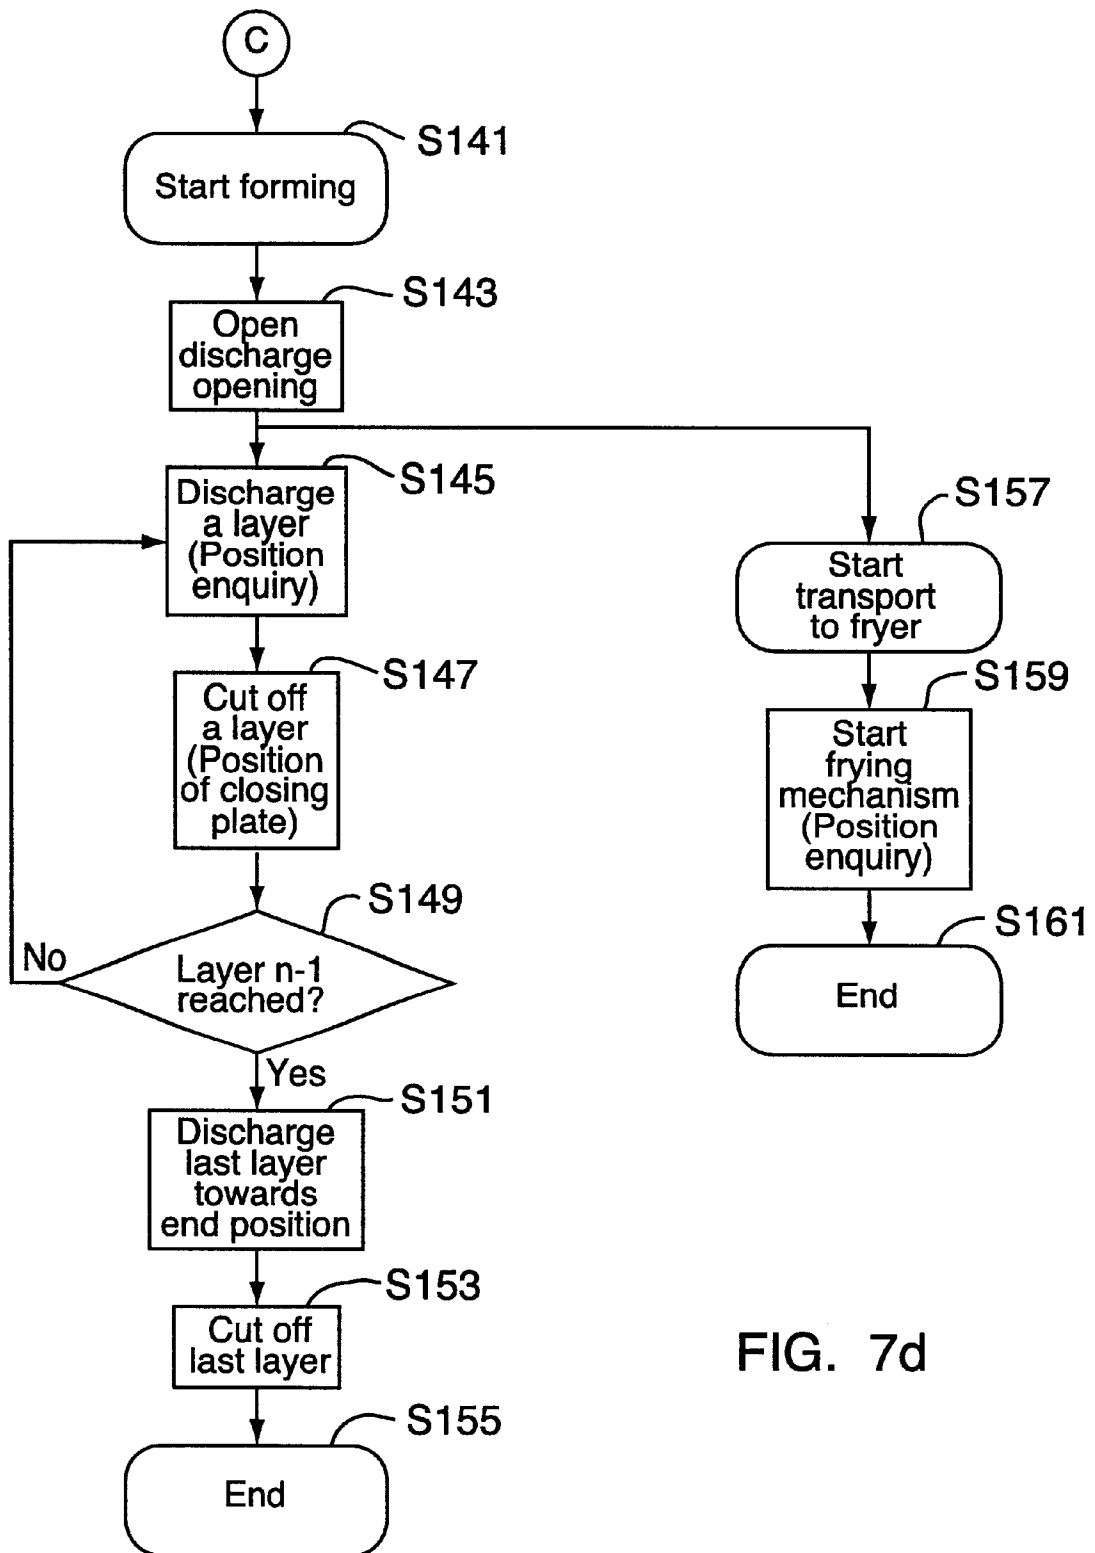 C
S141
Start forming
S143
Open
discharge
opening
S145
Discharge
a layer
(Position
enquiry)
S147
Cut off
a layer
(Position
of closing
plate)
S149
No
Layer n-1
reached?
Yes
S151
Discharge
last layer
towards
end position
S153
Cut off
last layer
S155
End
S157
Start
transport
to fryer
S159
Start
frying
mechanism
(Position
enquiry)
S161
End
FIG. 7d